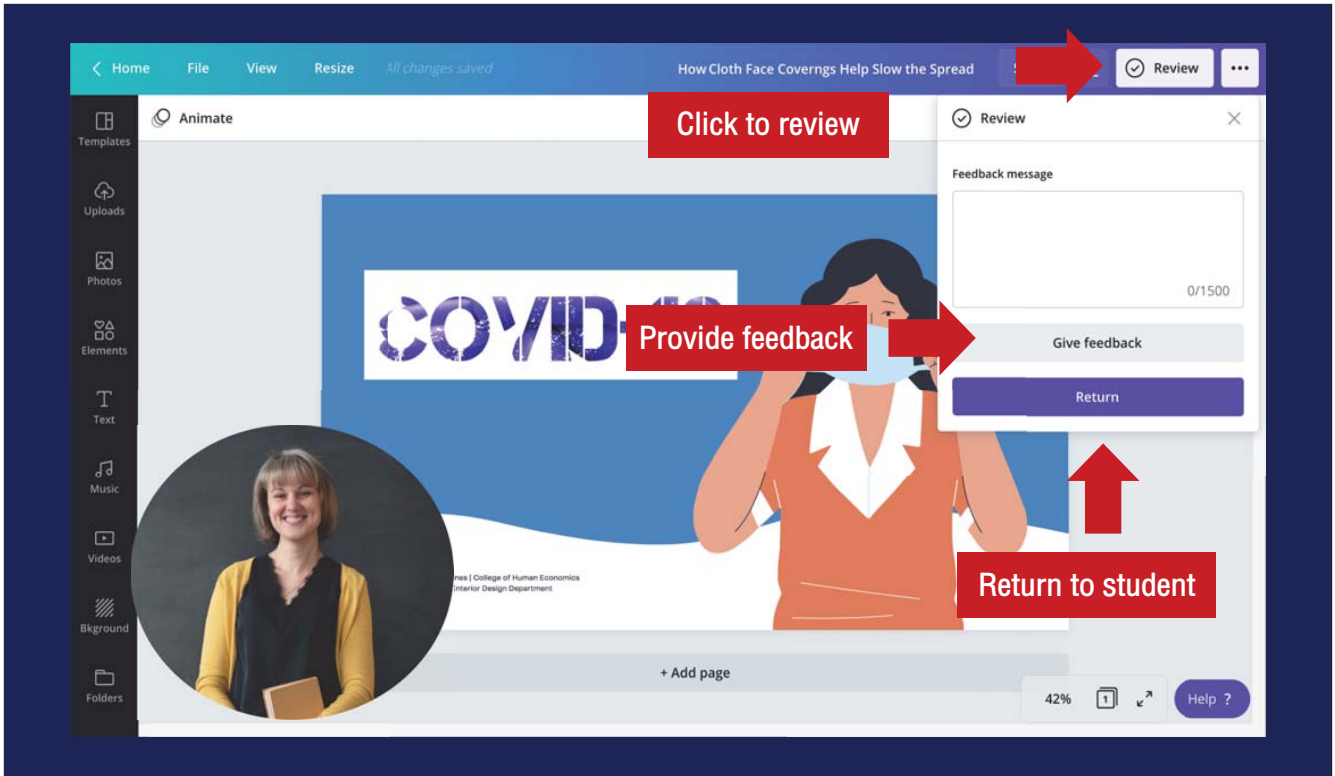 Home File View Resize All changes saved How Cloth Face Coverngs Help Slow the Spread Review
Animate
Click to review
Review
Templates
Feedback message
Uploads
Photos
0/1500
COVID-
Provide feedback
Give feedback
Elements
Return
Text
Music
Videos
Return to student
College of Human Economics
Interior Design Department
Bkground
+ Add page
Folders
42% 1 Help ?